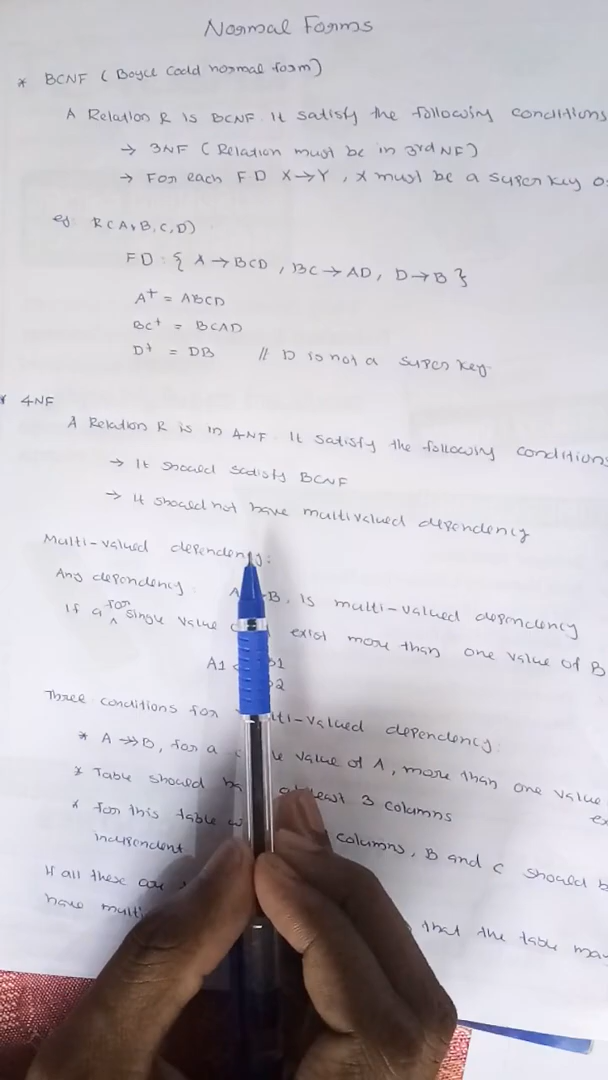 Normal Forms
* BCNF ( Boyce Codd normal form)
A Relation R is BCNF. It satisfy the following conditions
→ 3NF ( Relation must be in 3rd NF)
→ For each FD X→Y, X must be a super key
eg: R(A,B,C,D)
FD: { A→BCD, BC→AD, D→B }
A+ = ABCD
BC+ = BCAD
D+ = DB // D is not a super key
* 4NF
A Relation R is in 4NF. It satisfy the following conditions
→ It should satisfy BCNF
→ It should not have multivalued dependency
Multi-valued dependency:
Any dependency: A B, is multi-valued dependency
If a for single value exist more than one value of B
A1
Three conditions for valued dependency:
* A→→B, for a value of A, more than one value
* Table should least 3 columns
* for this table columns, B and C should
independent
If all these are that the table may
have